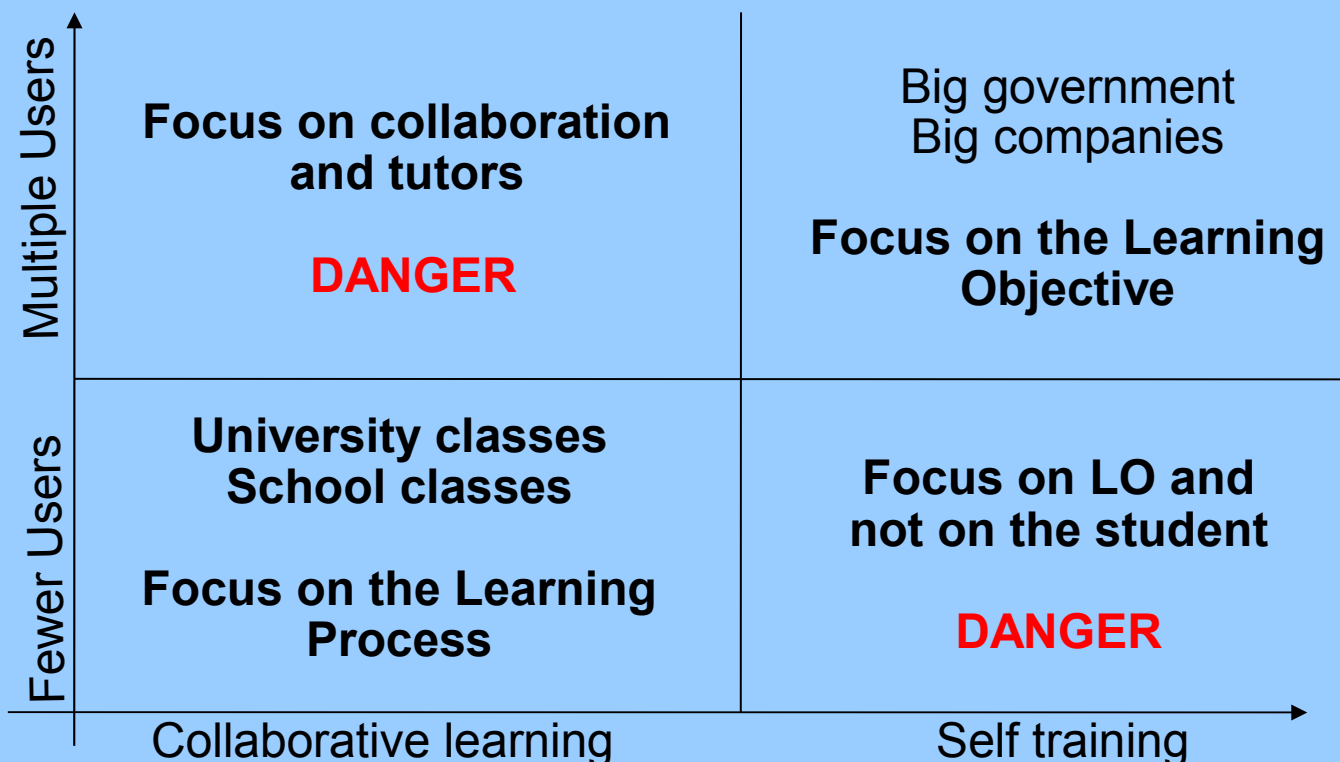 Multiple Users
Focus on collaboration
and tutors
DANGER
Big government
Big companies
Focus on the Learning
Objective
Fewer Users
University classes
School classes
Focus on the Learning
Process
Focus on LO and
not on the student
DANGER
Collaborative learning
Self training